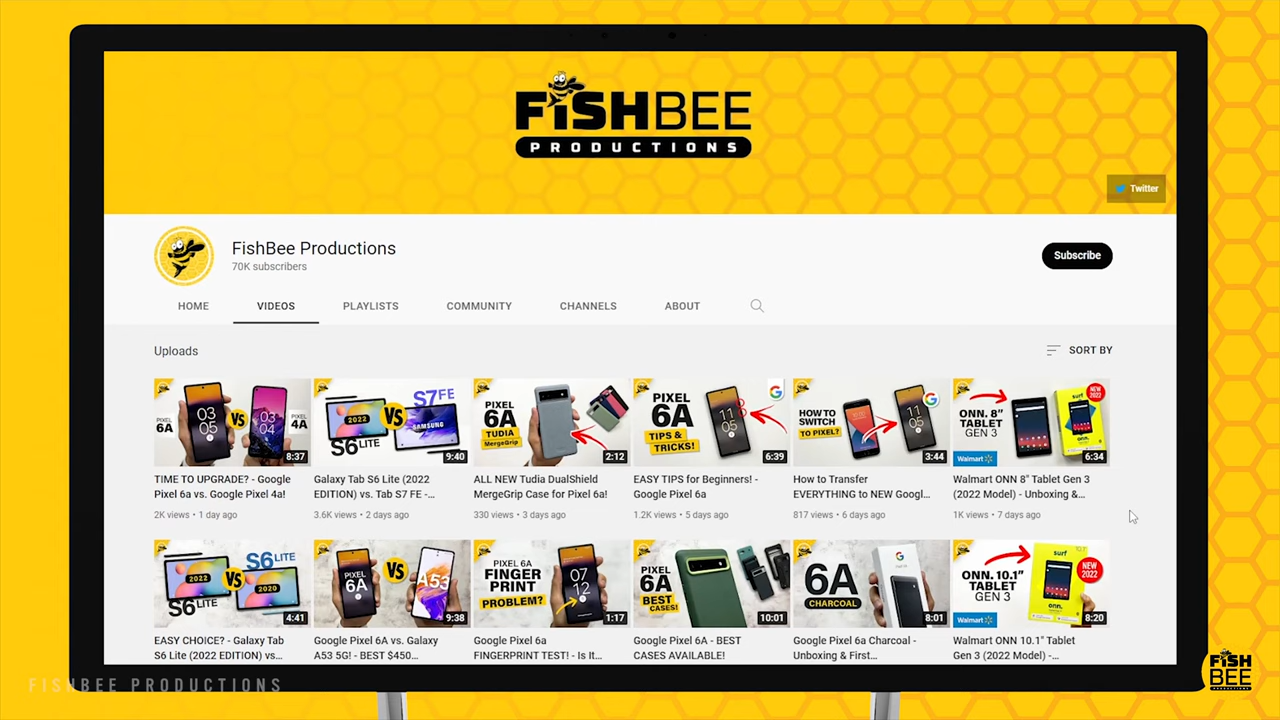 FiSHBEE
PRODUCTIONS
Twitter
FishBee Productions
70K subscribers
Subscribe
HOME VIDEOS PLAYLISTS COMMUNITY CHANNELS ABOUT
Uploads
SORT BY
PIXEL 6A
03 05
VS
03 04
PIXEL 4A
8:37
2022
VS
S7 FE
SAMSUNG
S6 LITE
9:40
PIXEL
6A
TUDIA
MergeGrip
2:12
PIXEL
6A
TIPS &
TRICKS!
11 05
G
6:39
HOW TO
SWITCH
TO PIXEL?
11 05
G
3:44
ONN. 8"
TABLET
GEN 3
Walmart
NEW 2022
6:34
TIME TO UPGRADE? - Google
Pixel 6a vs. Google Pixel 4a!
2K views • 1 day ago
Galaxy Tab S6 Lite (2022
EDITION) vs. Tab S7 FE -...
3.6K views • 2 days ago
ALL NEW Tudia DualShield
MergeGrip Case for Pixel 6a!
330 views • 3 days ago
EASY TIPS for Beginners! -
Google Pixel 6a
1.2K views • 5 days ago
How to Transfer
EVERYTHING to NEW Googl...
817 views • 6 days ago
Walmart ONN 8" Tablet Gen 3
(2022 Model) - Unboxing &...
1K views • 7 days ago
S6 LITE
2022
VS
2020
S6 LITE
4:41
PIXEL
6A
VS
A53
9:38
PIXEL 6A
FINGER
PRINT
PROBLEM?
07 12
1:17
PIXEL
6A
BEST
CASES!
10:01
6A
CHARCOAL
G
8:01
ONN. 10.1"
TABLET
GEN 3
Walmart
surf
10.1"
onn.
NEW 2022
8:20
EASY CHOICE? - Galaxy Tab
S6 Lite (2022 EDITION) vs...
Google Pixel 6A vs. Galaxy
A53 5G! - BEST $450...
Google Pixel 6a
FINGERPRINT TEST! - Is It...
Google Pixel 6A - BEST
CASES AVAILABLE!
Google Pixel 6a Charcoal -
Unboxing & First...
Walmart ONN 10.1" Tablet
Gen 3 (2022 Model) -...
FISHBEE PRODUCTIONS
FiSH
BEE
PRODUCTIONS